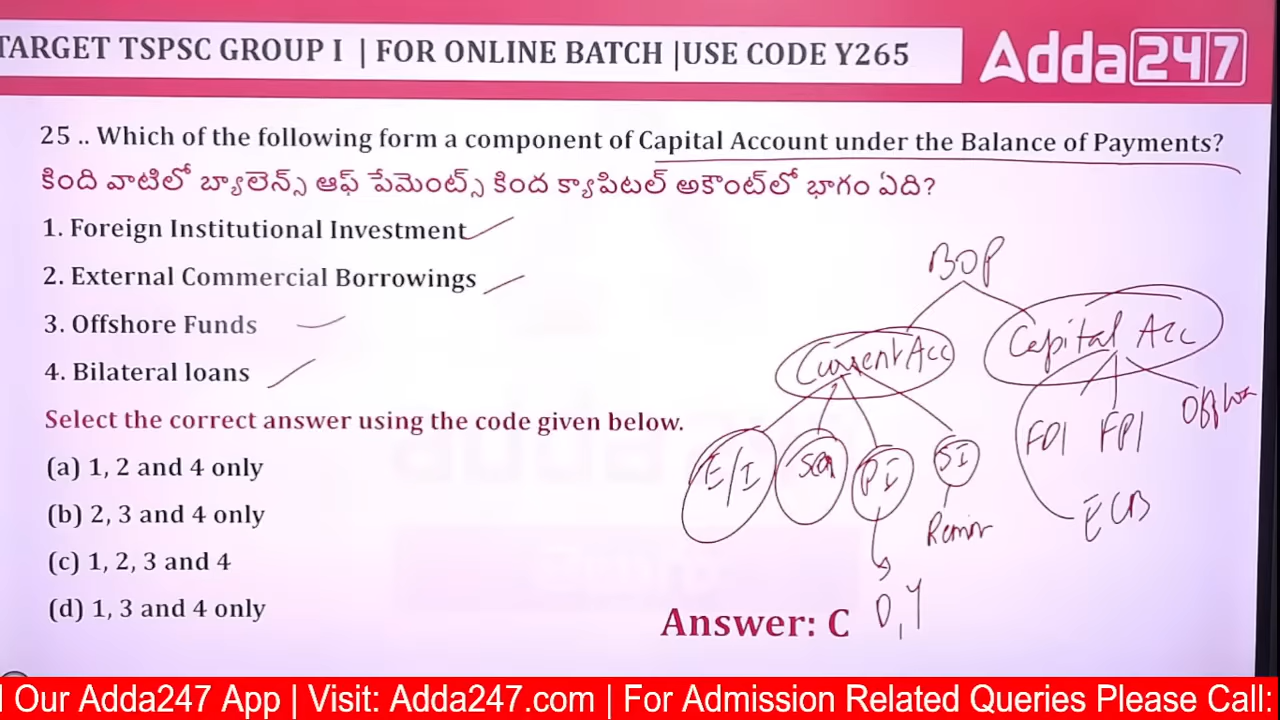 TARGET TSPSC GROUP I | FOR ONLINE BATCH |USE CODE Y265
Adda247
25 .. Which of the following form a component of Capital Account under the Balance of Payments?
కింది వాటిలో బ్యాలెన్స్ ఆఫ్ పేమెంట్స్ కింద క్యాపిటల్ అకౌంట్‌లో భాగం ఏది?
1. Foreign Institutional Investment
2. External Commercial Borrowings
3. Offshore Funds
4. Bilateral loans
Select the correct answer using the code given below.
(a) 1, 2 and 4 only
(b) 2, 3 and 4 only
(c) 1, 2, 3 and 4
(d) 1, 3 and 4 only
BOP
Current Acc
Capital Acc
E/I
PI
SI
FDI FPI
ECB
Answer: C
Our Adda247 App | Visit: Adda247.com | For Admission Related Queries Please Call: